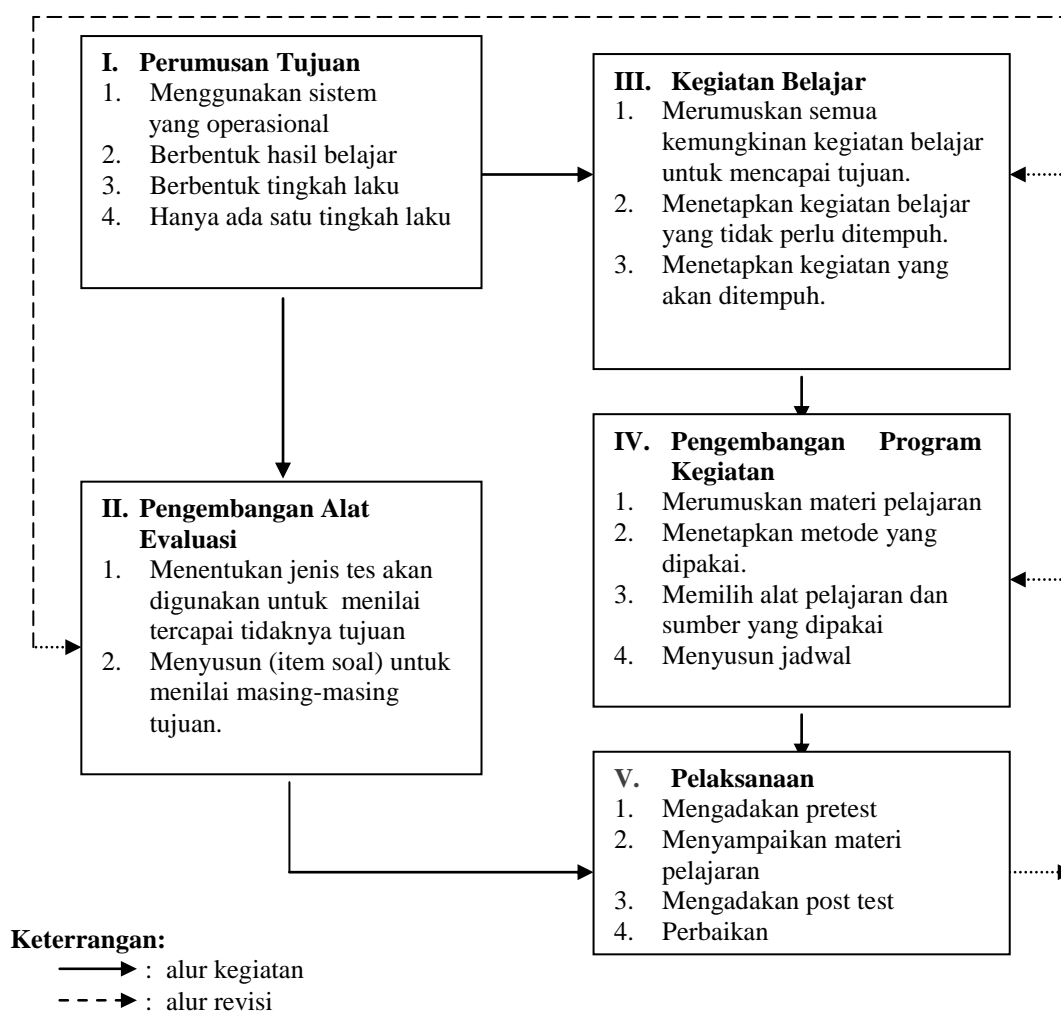 I. Perumusan Tujuan
1. Menggunakan sistem
yang operasional
2. Berbentuk hasil belajar
3. Berbentuk tingkah laku
4. Hanya ada satu tingkah laku
II. Pengembangan Alat
Evaluasi
1. Menentukan jenis tes akan
digunakan untuk menilai
tercapai tidaknya tujuan
2. Menyusun (item soal) untuk
menilai masing-masing
tujuan.
III. Kegiatan Belajar
1. Merumuskan semua
kemungkinan kegiatan belajar
untuk mencapai tujuan.
2. Menetapkan kegiatan belajar
yang tidak perlu ditempuh.
3. Menetapkan kegiatan yang
akan ditempuh.
IV. Pengembangan Program
Kegiatan
1. Merumuskan materi pelajaran
2. Menetapkan metode yang
dipakai.
3. Memilih alat pelajaran dan
sumber yang dipakai
4. Menyusun jadwal
V. Pelaksanaan
1. Mengadakan pretest
2. Menyampaikan materi
pelajaran
3. Mengadakan post test
4. Perbaikan
Keterrangan:
: alur kegiatan
: alur revisi